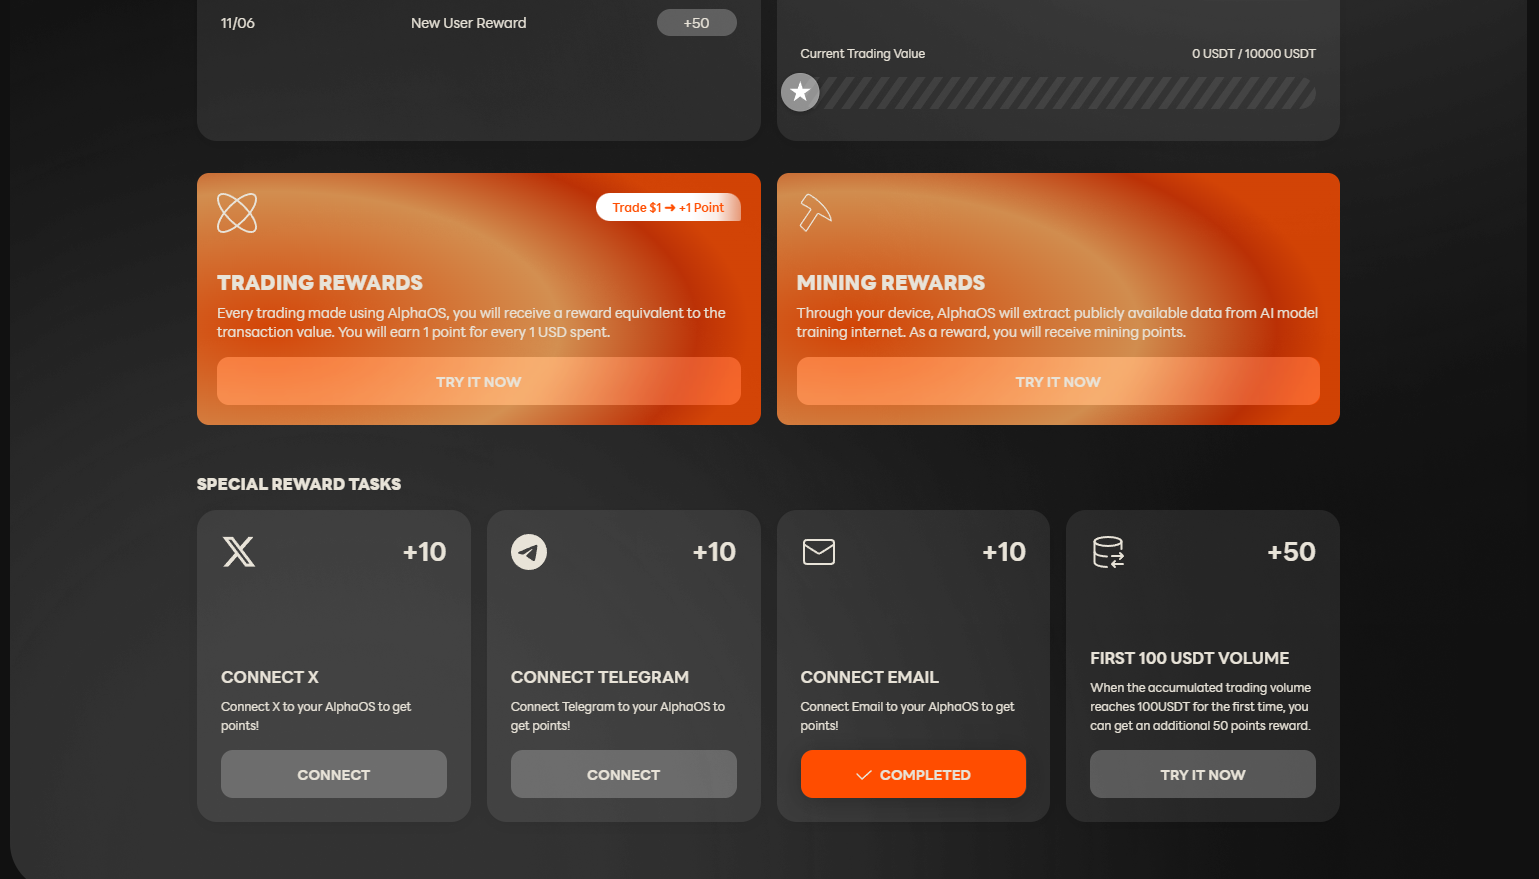 11/06 New User Reward +50
Current Trading Value 0 USDT / 10000 USDT
Trade $1 ➜ +1 Point
TRADING REWARDS
Every trading made using AlphaOS, you will receive a reward equivalent to the
transaction value. You will earn 1 point for every 1 USD spent.
TRY IT NOW
MINING REWARDS
Through your device, AlphaOS will extract publicly available data from AI model
training internet. As a reward, you will receive mining points.
TRY IT NOW
SPECIAL REWARD TASKS
+10
CONNECT X
Connect X to your AlphaOS to get
points!
CONNECT
+10
CONNECT TELEGRAM
Connect Telegram to your AlphaOS to
get points!
CONNECT
+10
CONNECT EMAIL
Connect Email to your AlphaOS to get
points!
COMPLETED
+50
FIRST 100 USDT VOLUME
When the accumulated trading volume
reaches 100USDT for the first time, you
can get an additional 50 points reward.
TRY IT NOW